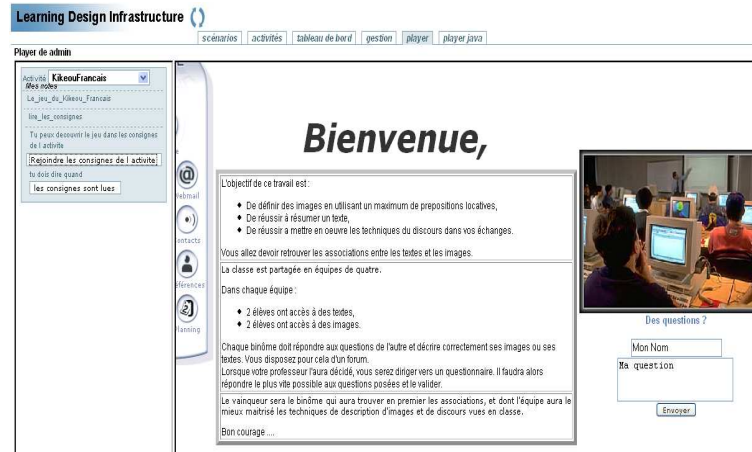 Learning Design Infrastructure
scénarios activités tableau de bord gestion player player java
Player de admin
Activité KikeouFrancais
Mes notes
Le_jeu_du_Kikeou_Francais
lire_les_consignes
Tu peux decouvrir le jeu dans les consignes
de l activite
Rejoindre les consignes de l activite
tu dois dire quand
les consignes sont lues
Webmail
Contacts
Préférences
Planning
Bienvenue,
L'objectif de ce travail est :
De définir des images en utilisant un maximum de prepositions locatives,
De réussir à résumer un texte,
De réussir a mettre en oeuvre les techniques du discours dans vos échanges.
Vous allez devoir retrouver les associations entre les textes et les images.
La classe est partagée en équipes de quatre.
Dans chaque équipe :
2 élèves ont accès à des textes,
2 élèves ont accès à des images.
Chaque binôme doit répondre aux questions de l'autre et décrire correctement ses images ou ses
textes. Vous disposez pour cela d'un forum.
Lorsque votre professeur l'aura décidé, vous serez diriger vers un questionnaire. Il faudra alors
répondre le plus vite possible aux questions posées et le valider.
Le vainqueur sera le binôme qui aura trouver en premier les associations, et dont l'équipe aura le
mieux maitrisé les techniques de description d'images et de discours vues en classe.
Bon courage ....
Des questions ?
Mon Nom
Ma question
Envoyer